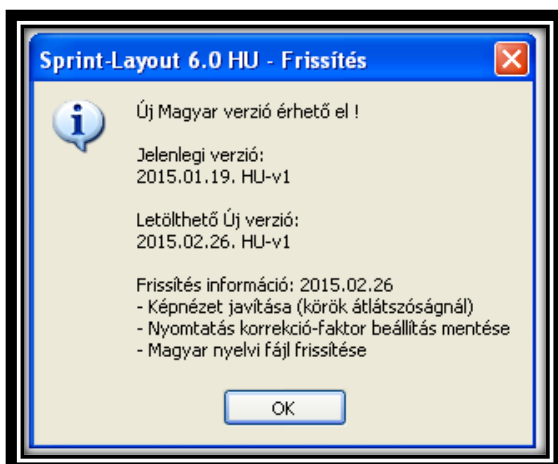 Sprint-Layout 6.0 HU - Frissítés
Új Magyar verzió érhető el !
Jelenlegi verzió:
2015.01.19. HU-v1
Letölthető Új verzió:
2015.02.26. HU-v1
Frissítés információ: 2015.02.26
- Képnézet javítása (körök átlátszóságnál)
- Nyomtatás korrekció-faktor beállítás mentése
- Magyar nyelvi fájl frissítése
OK